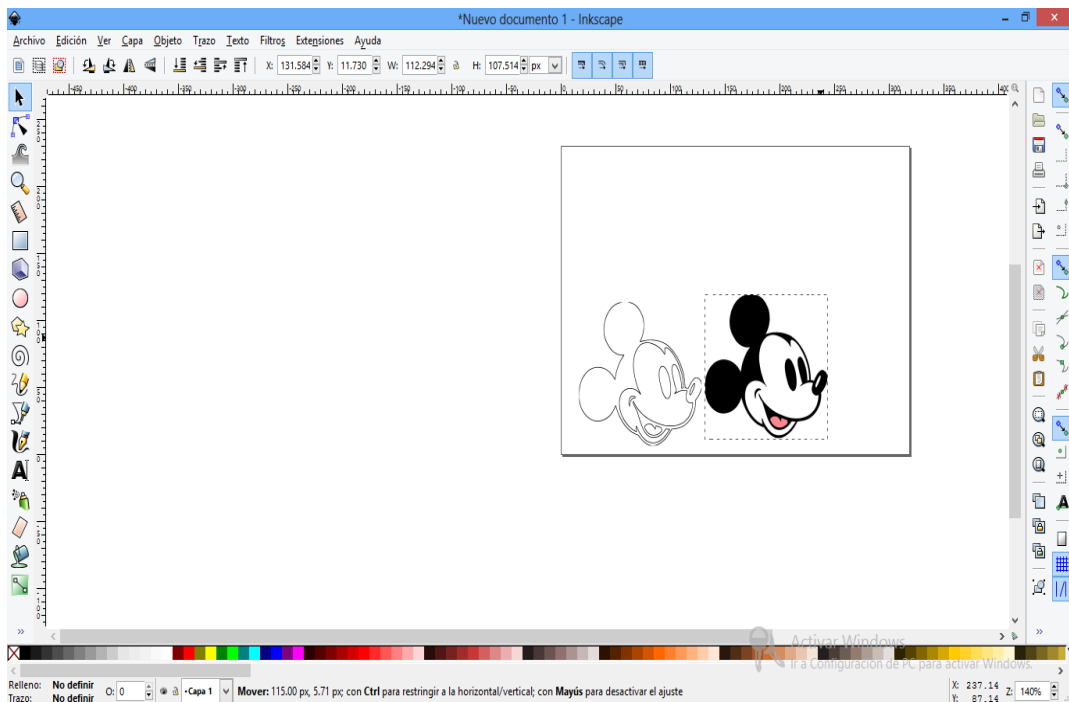 *Nuevo documento 1 - Inkscape
Archivo Edición Ver Capa Objeto Trazo Texto Filtros Extensiones Ayuda
X: 131.584 Y: 11.730 W: 112.294 H: 107.514 px
Activar Windows
Ir a Configuración de PC para activar Windows.
Relleno: No definir
Trazo: No definir
O: 0 •Capa 1 Mover: 115.00 px, 5.71 px; con Ctrl para restringir a la horizontal/vertical; con Mayús para desactivar el ajuste
X: 237.14
Y: 87.14
Z: 140%